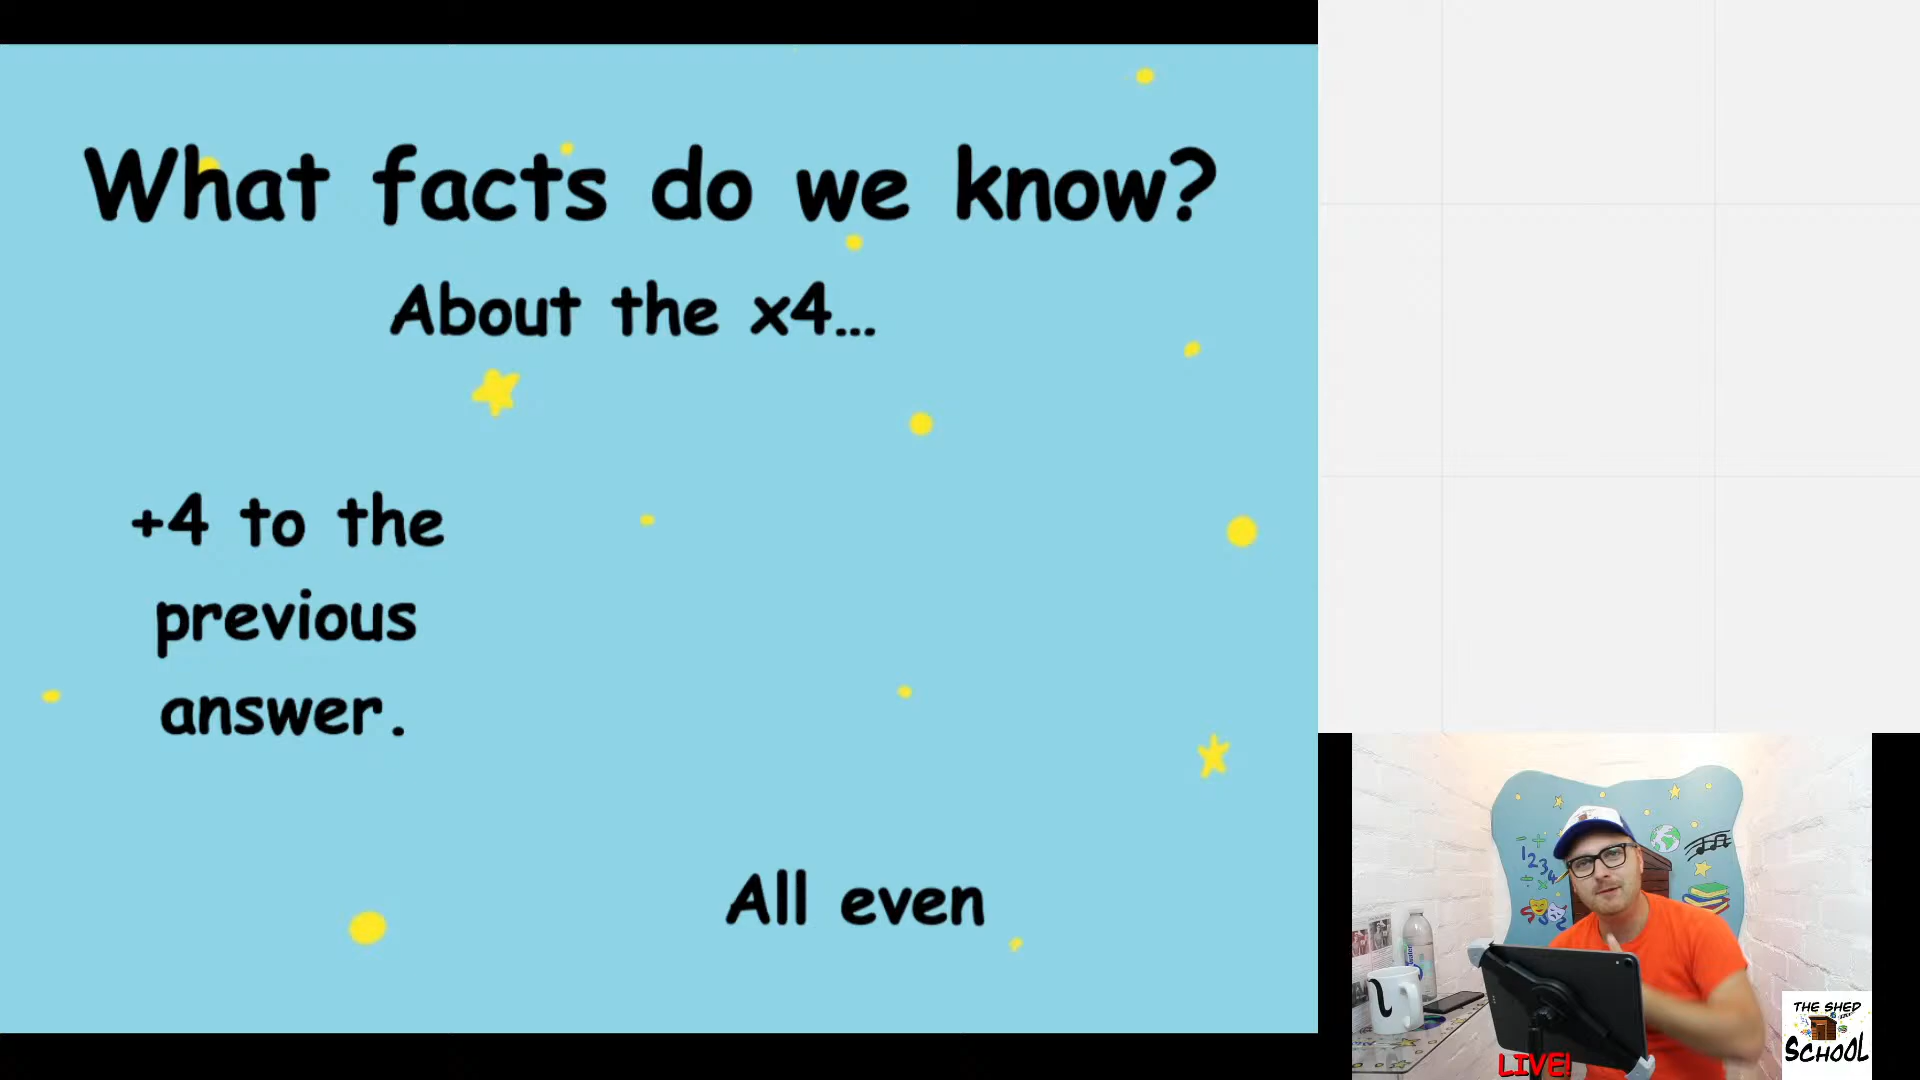 What facts do we know?
About the x4...
+4 to the
previous
answer.
All even
1234
LIVE!
THE SHED
SCHOOL